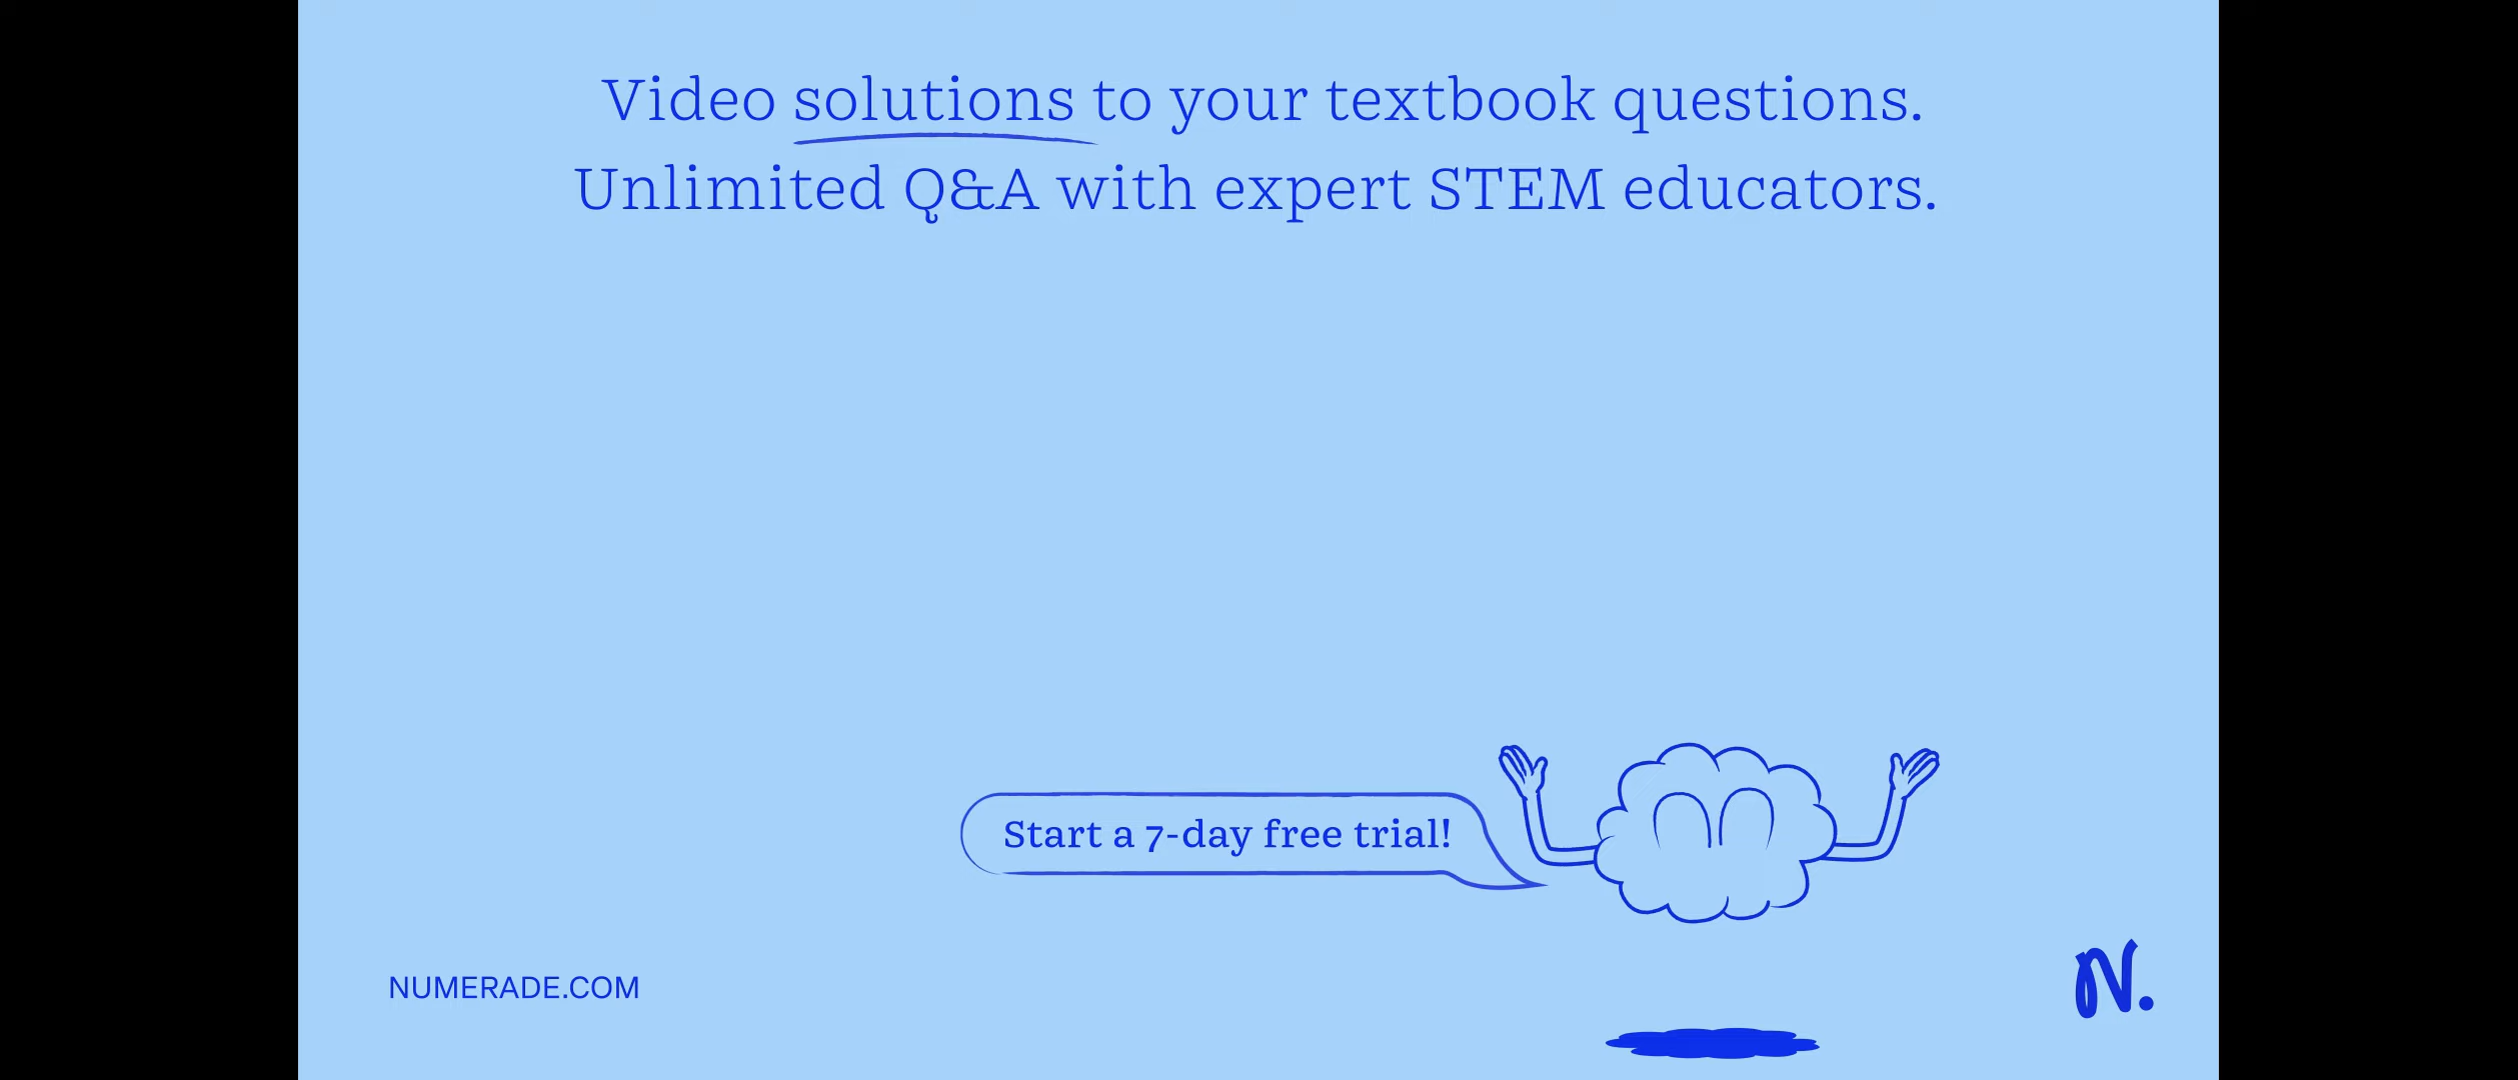 Video solutions to your textbook questions.
Unlimited Q&A with expert STEM educators.
Start a 7-day free trial!
NUMERADE.COM
N.